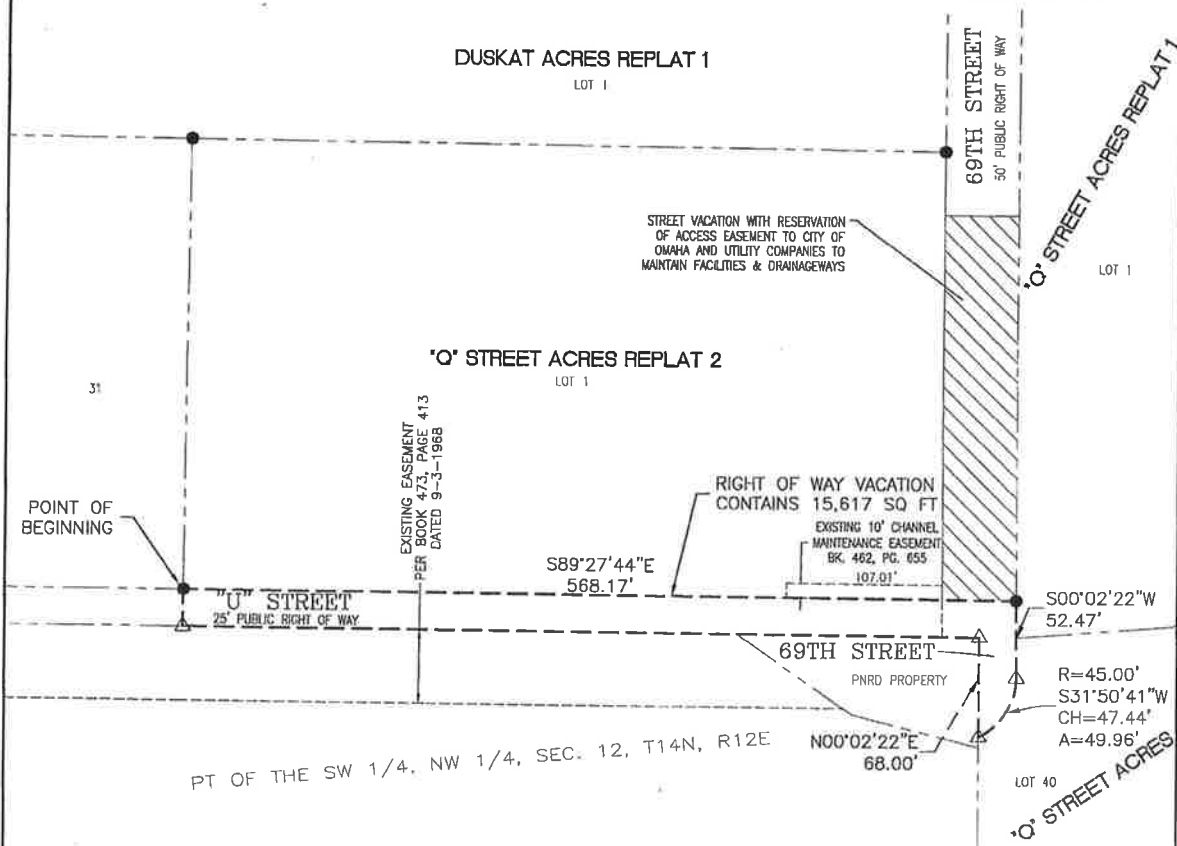 DUSKAT ACRES REPLAT 1
LOT 1
69TH STREET
50' PUBLIC RIGHT OF WAY
"Q" STREET ACRES REPLAT 1
LOT 1
STREET VACATION WITH RESERVATION
OF ACCESS EASEMENT TO CITY OF
OMAHA AND UTILITY COMPANIES TO
MAINTAIN FACILITIES & DRAINAGEWAYS
"Q" STREET ACRES REPLAT 2
LOT 1
31
EXISTING EASEMENT
PER BOOK 473, PAGE 413
DATED 9-3-1968
POINT OF
BEGINNING
RIGHT OF WAY VACATION
CONTAINS 15,617 SQ FT
EXISTING 10' CHANNEL
MAINTENANCE EASEMENT
BK. 462, PG. 655
107.01'
S89°27'44"E
568.17'
"U" STREET
25' PUBLIC RIGHT OF WAY
S00°02'22"W
52.47'
69TH STREET
PNRD PROPERTY
R=45.00'
S31°50'41"W
CH=47.44'
A=49.96'
N00°02'22"E
68.00'
PT OF THE SW 1/4, NW 1/4, SEC. 12, T14N, R12E
LOT 40
"Q" STREET ACRES